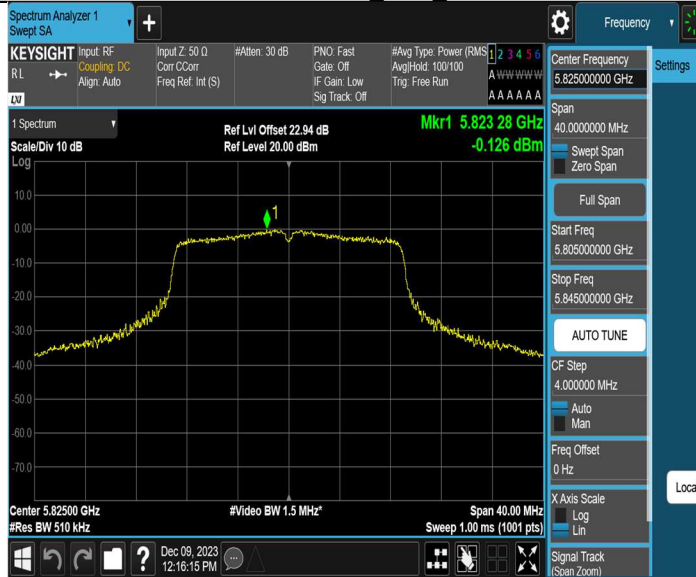 Spectrum Analyzer 1
Swept SA
Frequency
KEYSIGHT
RL
LXI
Input: RF
Coupling: DC
Align: Auto
Input Z: 50 Ω
Corr CCorr
Freq Ref: Int (S)
#Atten: 30 dB
PNO: Fast
Gate: Off
IF Gain: Low
Sig Track: Off
#Avg Type: Power (RMS
Avg|Hold: 100/100
Trig: Free Run
1 2 3 4 5 6
A W W W W W
A A A A A A
1 Spectrum
Scale/Div 10 dB
Log
Ref Lvl Offset 22.94 dB
Ref Level 20.00 dBm
Mkr1 5.823 28 GHz
-0.126 dBm
10.0
0.00
-10.0
-20.0
-30.0
-40.0
-50.0
-60.0
-70.0
1
Center 5.82500 GHz
#Res BW 510 kHz
#Video BW 1.5 MHz*
Span 40.00 MHz
Sweep 1.00 ms (1001 pts)
?
Dec 09, 2023
12:16:15 PM
Center Frequency
5.825000000 GHz
Span
40.0000000 MHz
Swept Span
Zero Span
Full Span
Start Freq
5.805000000 GHz
Stop Freq
5.845000000 GHz
AUTO TUNE
CF Step
4.000000 MHz
Auto
Man
Freq Offset
0 Hz
X Axis Scale
Log
Lin
Signal Track
(Span Zoom)
Settings
Loca